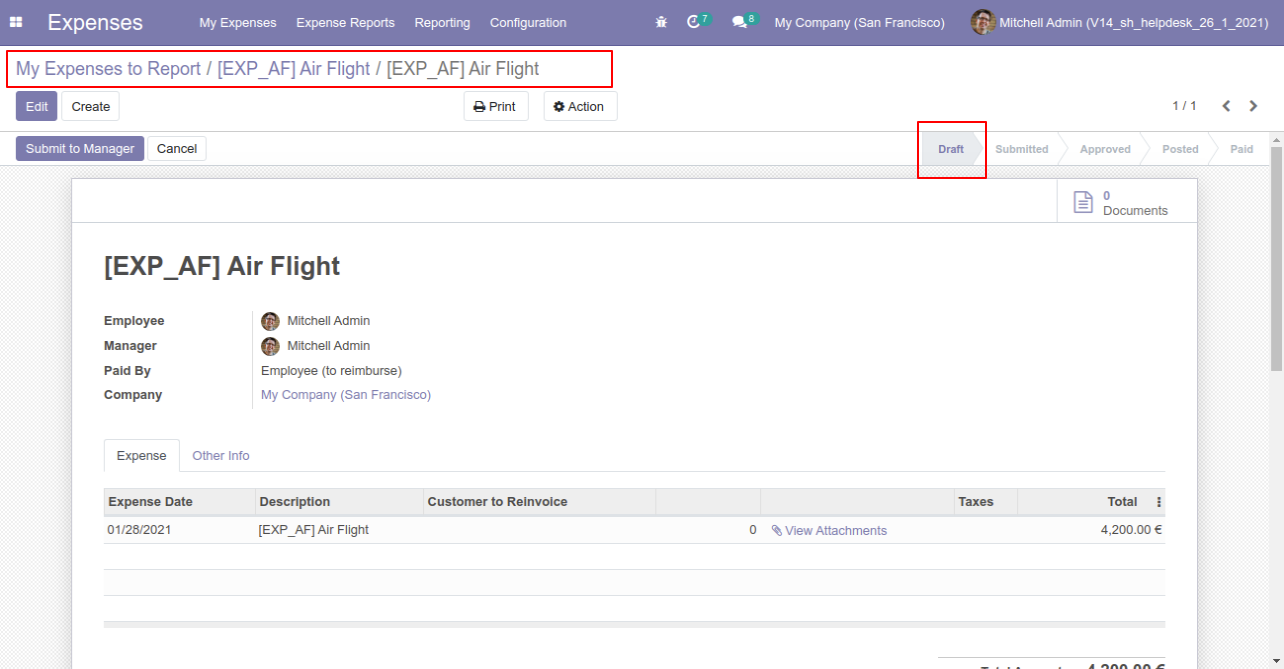 Expenses My Expenses Expense Reports Reporting Configuration 7 8 My Company (San Francisco) Mitchell Admin (V14_sh_helpdesk_26_1_2021)
My Expenses to Report / [EXP_AF] Air Flight / [EXP_AF] Air Flight
Edit Create Print Action 1 / 1
Submit to Manager Cancel Draft Submitted Approved Posted Paid
0
Documents
[EXP_AF] Air Flight
Employee Mitchell Admin
Manager Mitchell Admin
Paid By Employee (to reimburse)
Company My Company (San Francisco)
Expense Other Info
Expense Date Description Customer to Reinvoice Taxes Total
01/28/2021 [EXP_AF] Air Flight 0 View Attachments 4,200.00 €
4,200.00 €